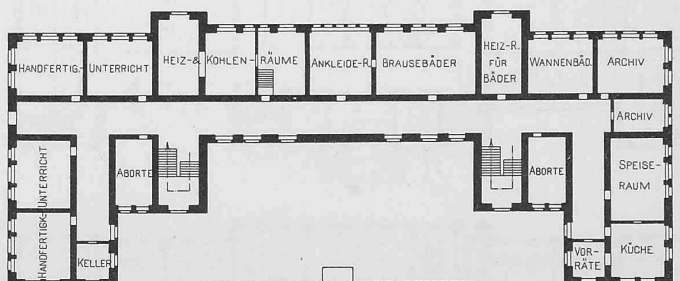 HANDFERTIG.-
UNTERRICHT
HEIZ-&
KOHLEN-
RÄUME
ANKLEIDE-R.
BRAUSEBÄDER
HEIZ-R.
FÜR
BÄDER
WANNENBÄD.
ARCHIV
ARCHIV
HANDFERTIGK.-UNTERRICHT
ABORTE
ABORTE
SPEISE-
RAUM
KELLER
VOR-
RÄTE
KÜCHE